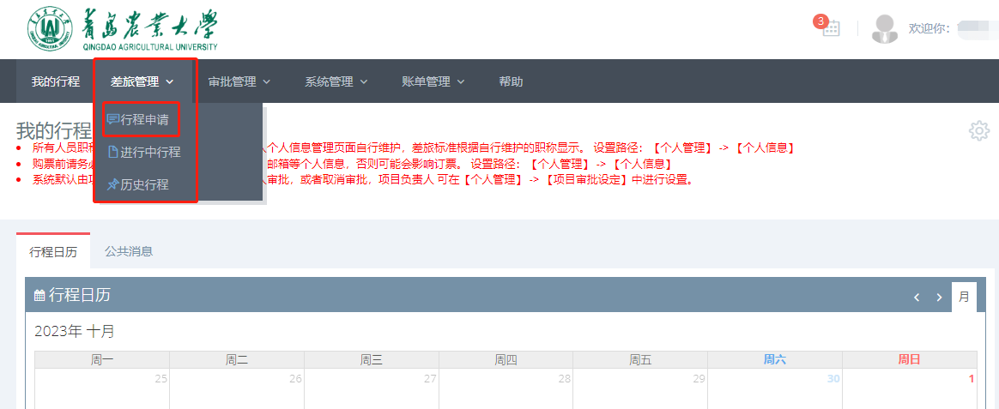 青岛农业大学
QINGDAO AGRICULTURAL UNIVERSITY
3
欢迎你:
我的行程 差旅管理 审批管理 系统管理 账单管理 帮助
行程申请
进行中行程
历史行程
我的行程
所有人员职 个人信息管理页面自行维护，差旅标准根据自行维护的职称显示。 设置路径：【个人管理】 -> 【个人信息】
购票前请务 邮箱等个人信息，否则可能会影响订票。 设置路径：【个人管理】 -> 【个人信息】
系统默认由 审批，或者取消审批，项目负责人 可在【个人管理】 -> 【项目审批设定】中进行设置。
行程日历 公共消息
行程日历
月
2023年 十月
周一 周二 周三 周四 周五 周六 周日
25 26 27 28 29 30 1